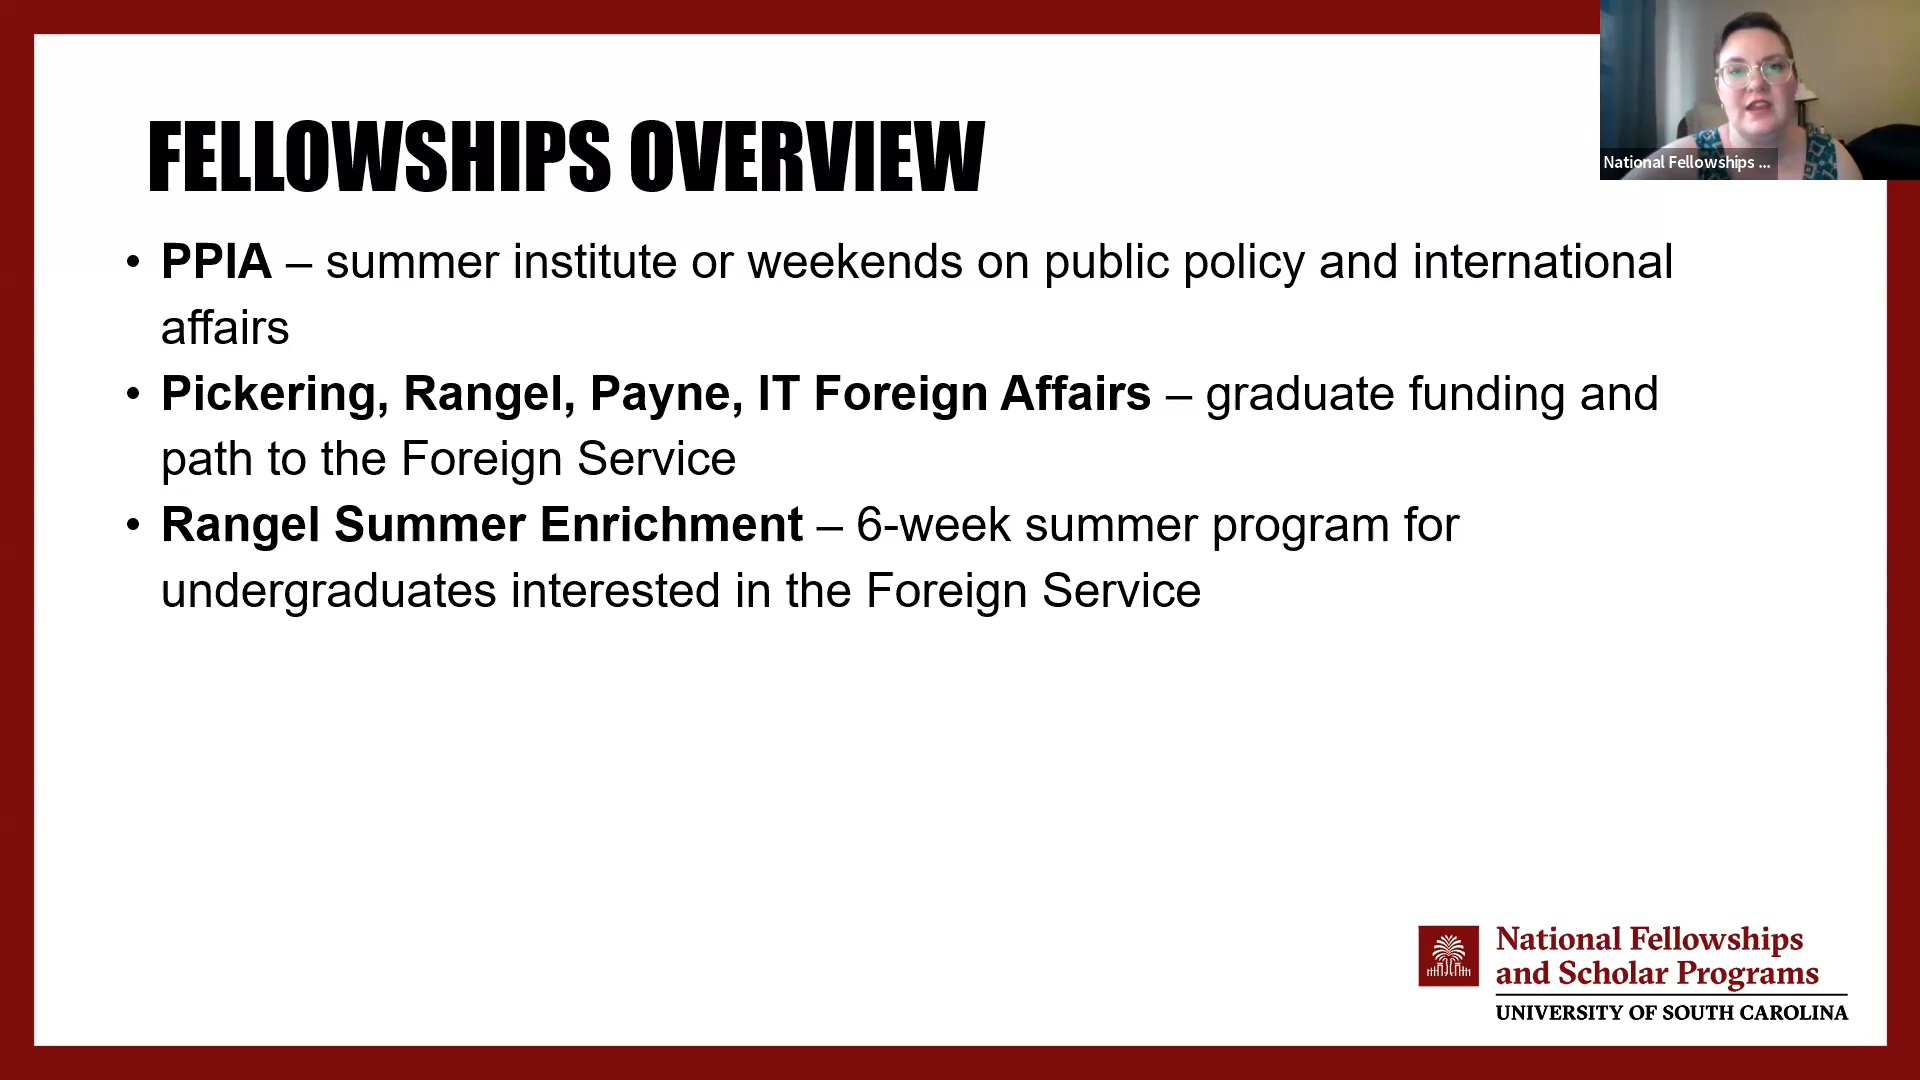 FELLOWSHIPS OVERVIEW
National Fellowships ...
• PPIA – summer institute or weekends on public policy and international
affairs
• Pickering, Rangel, Payne, IT Foreign Affairs – graduate funding and
path to the Foreign Service
• Rangel Summer Enrichment – 6-week summer program for
undergraduates interested in the Foreign Service
National Fellowships
and Scholar Programs
UNIVERSITY OF SOUTH CAROLINA